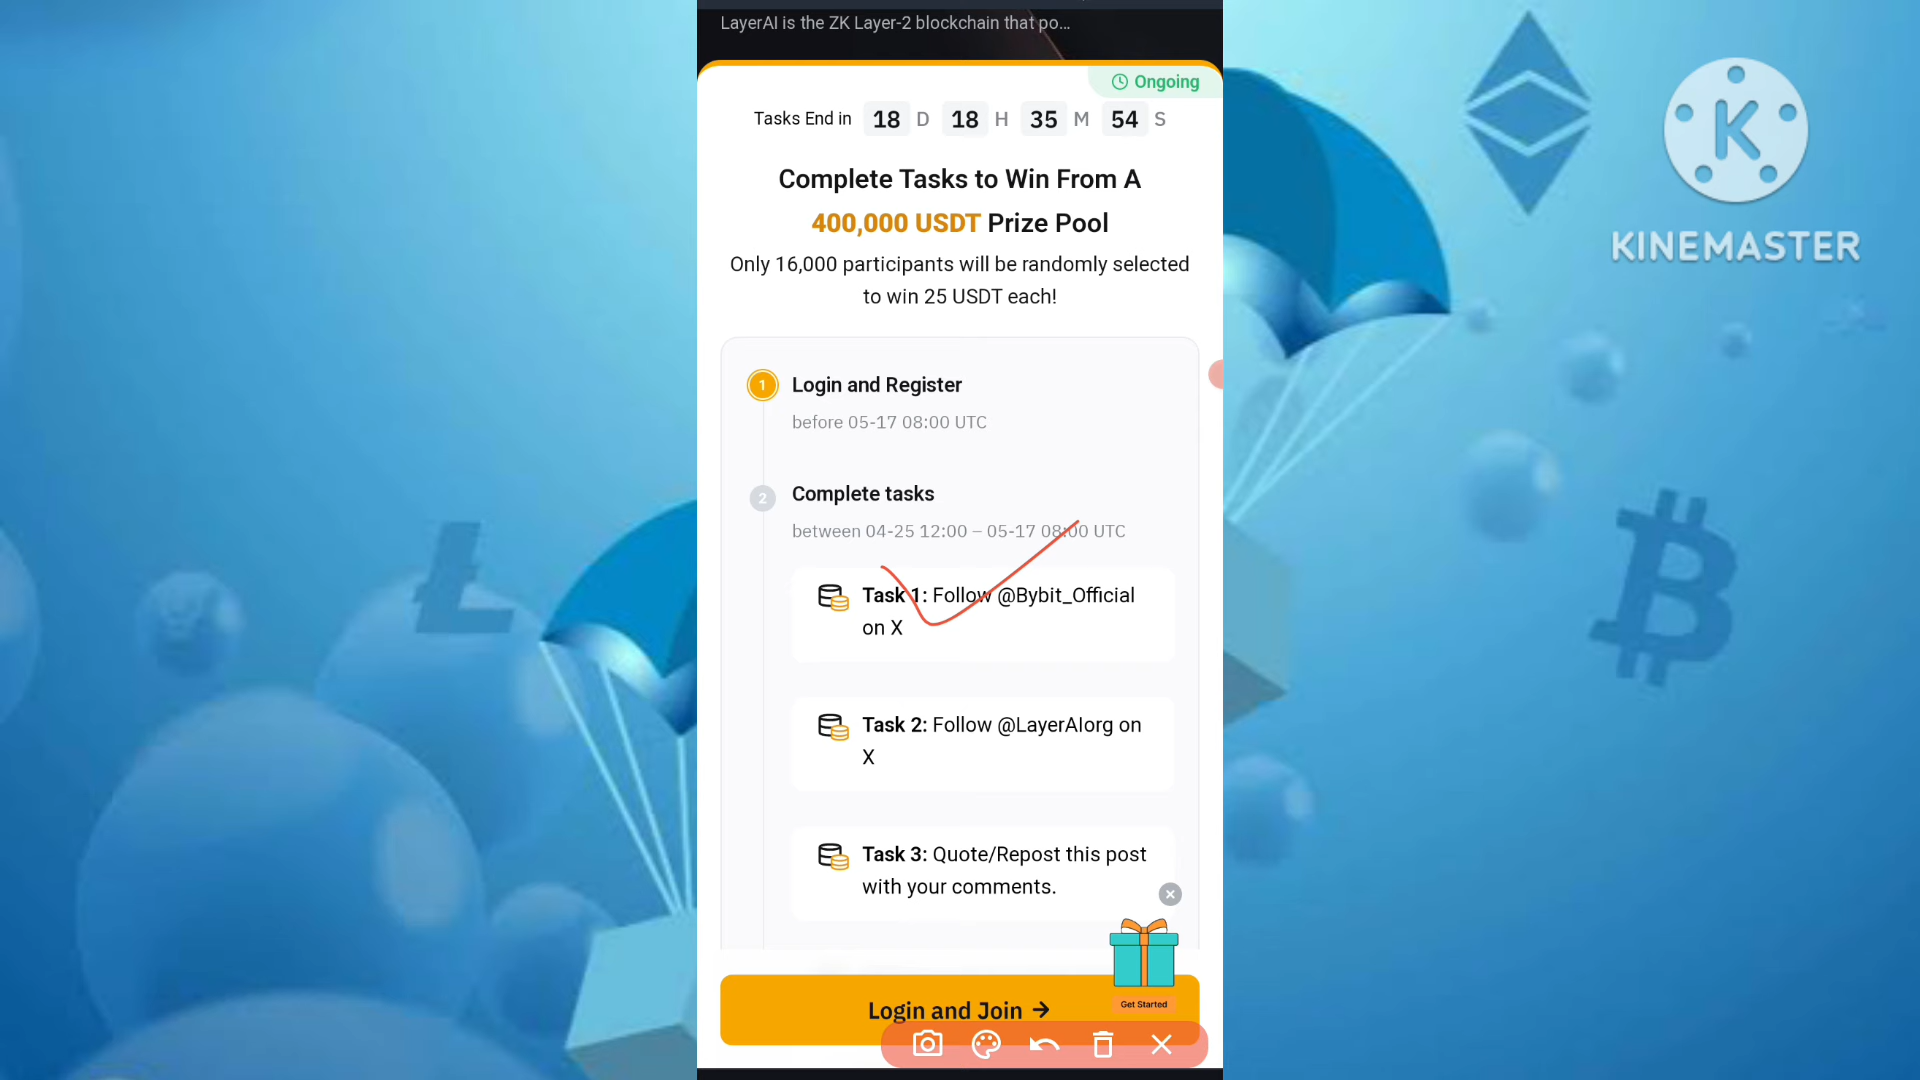 LayerAI is the ZK Layer-2 blockchain that po...
Ongoing
Tasks End in 18 D 18 H 35 M 54 S
Complete Tasks to Win From A
400,000 USDT Prize Pool
Only 16,000 participants will be randomly selected
to win 25 USDT each!
1 Login and Register
before 05-17 08:00 UTC
2 Complete tasks
between 04-25 12:00 – 05-17 08:00 UTC
Task 1: Follow @Bybit_Official
on X
Task 2: Follow @LayerAIorg on
X
Task 3: Quote/Repost this post
with your comments.
Get Started
Login and Join →
K
KINEMASTER